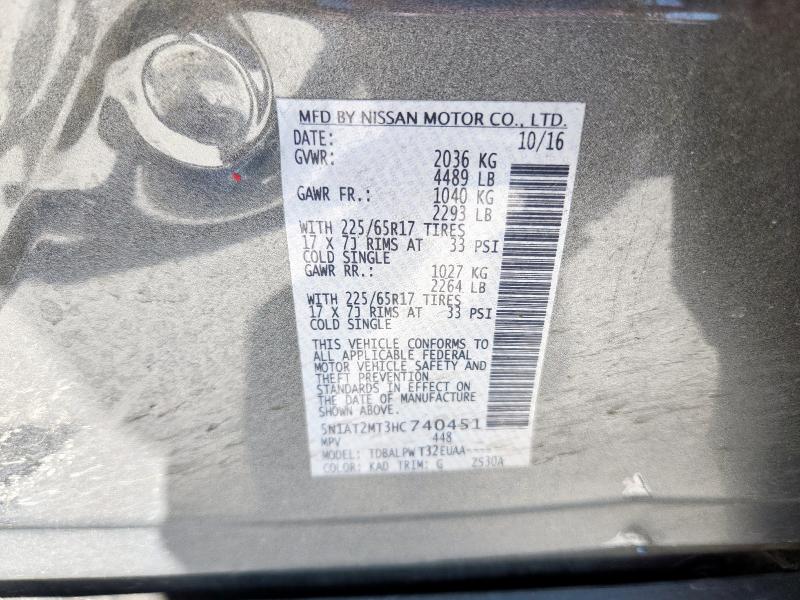 MFD BY NISSAN MOTOR CO., LTD.
DATE: 10/16
GVWR: 2036 KG
4489 LB
GAWR FR.: 1040 KG
2293 LB
WITH 225/65R17 TIRES
17 X 7J RIMS AT 33 PSI
COLD SINGLE
GAWR RR.: 1027 KG
2264 LB
WITH 225/65R17 TIRES
17 X 7J RIMS AT 33 PSI
COLD SINGLE
THIS VEHICLE CONFORMS TO
ALL APPLICABLE FEDERAL
MOTOR VEHICLE SAFETY AND
THEFT PREVENTION
STANDARDS IN EFFECT ON
THE DATE OF MANUFACTURE
SHOWN ABOVE.
5N1AT2MT3HC740451
MPV 448
MODEL: TDBALPWT32EUAA----
COLOR: KAD TRIM: G 2530A